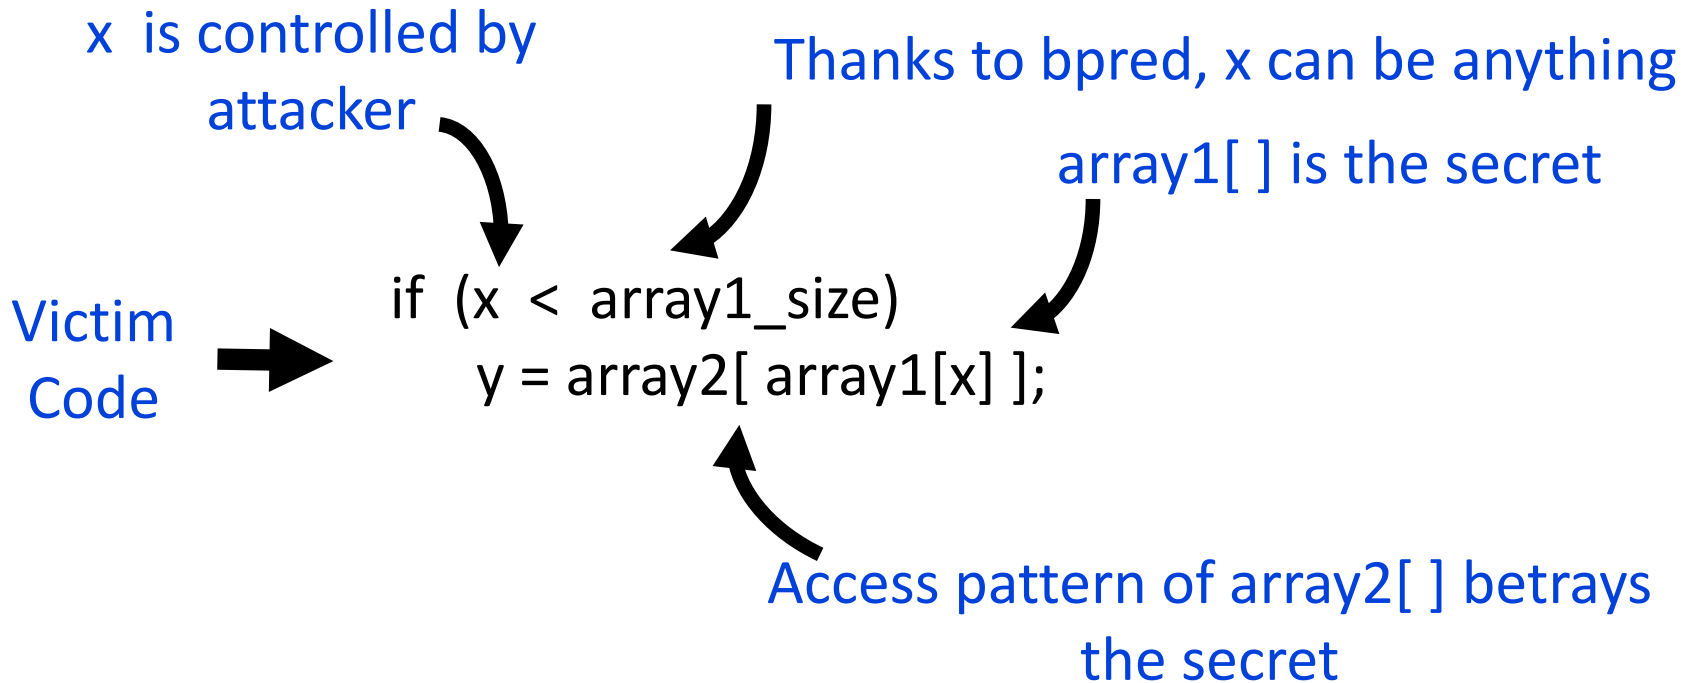 x is controlled by
attacker
Thanks to bpred, x can be anything
array1[ ] is the secret
Victim
Code
if (x < array1_size)
y = array2[ array1[x] ];
Access pattern of array2[ ] betrays
the secret